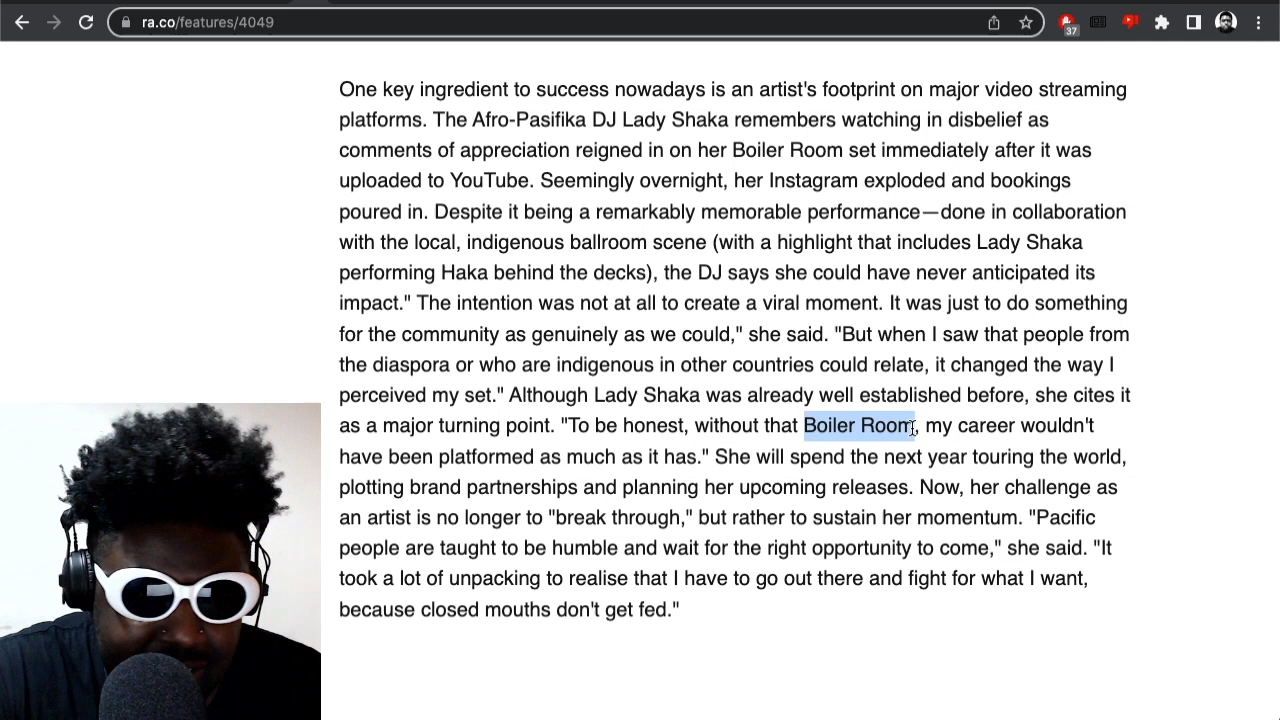 ra.co/features/4049
37
One key ingredient to success nowadays is an artist's footprint on major video streaming
platforms. The Afro-Pasifika DJ Lady Shaka remembers watching in disbelief as
comments of appreciation reigned in on her Boiler Room set immediately after it was
uploaded to YouTube. Seemingly overnight, her Instagram exploded and bookings
poured in. Despite it being a remarkably memorable performance—done in collaboration
with the local, indigenous ballroom scene (with a highlight that includes Lady Shaka
performing Haka behind the decks), the DJ says she could have never anticipated its
impact." The intention was not at all to create a viral moment. It was just to do something
for the community as genuinely as we could," she said. "But when I saw that people from
the diaspora or who are indigenous in other countries could relate, it changed the way I
perceived my set." Although Lady Shaka was already well established before, she cites it
as a major turning point. "To be honest, without that Boiler Room, my career wouldn't
have been platformed as much as it has." She will spend the next year touring the world,
plotting brand partnerships and planning her upcoming releases. Now, her challenge as
an artist is no longer to "break through," but rather to sustain her momentum. "Pacific
people are taught to be humble and wait for the right opportunity to come," she said. "It
took a lot of unpacking to realise that I have to go out there and fight for what I want,
because closed mouths don't get fed."